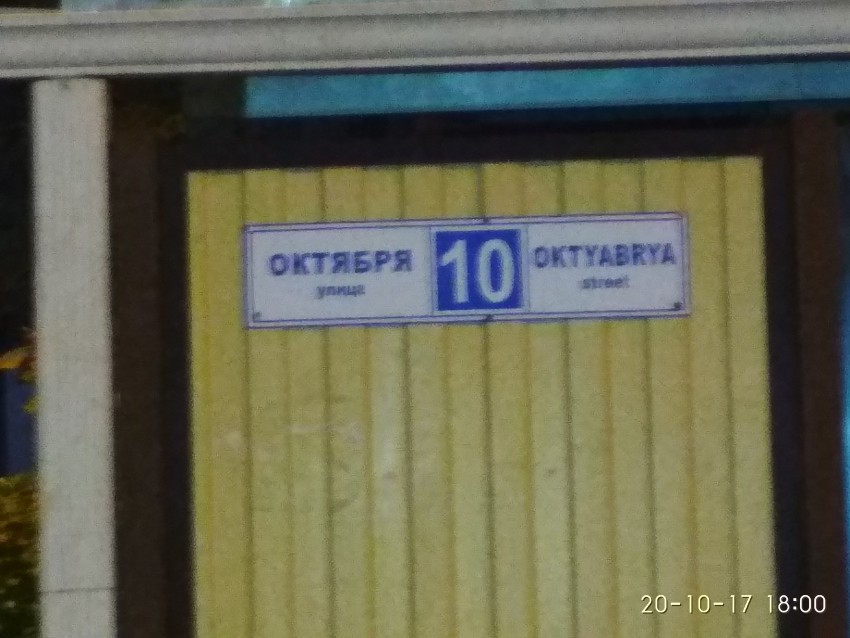 ОКТЯБРЯ
улица
10
OKTYABRYA
street
20-10-17 18:00